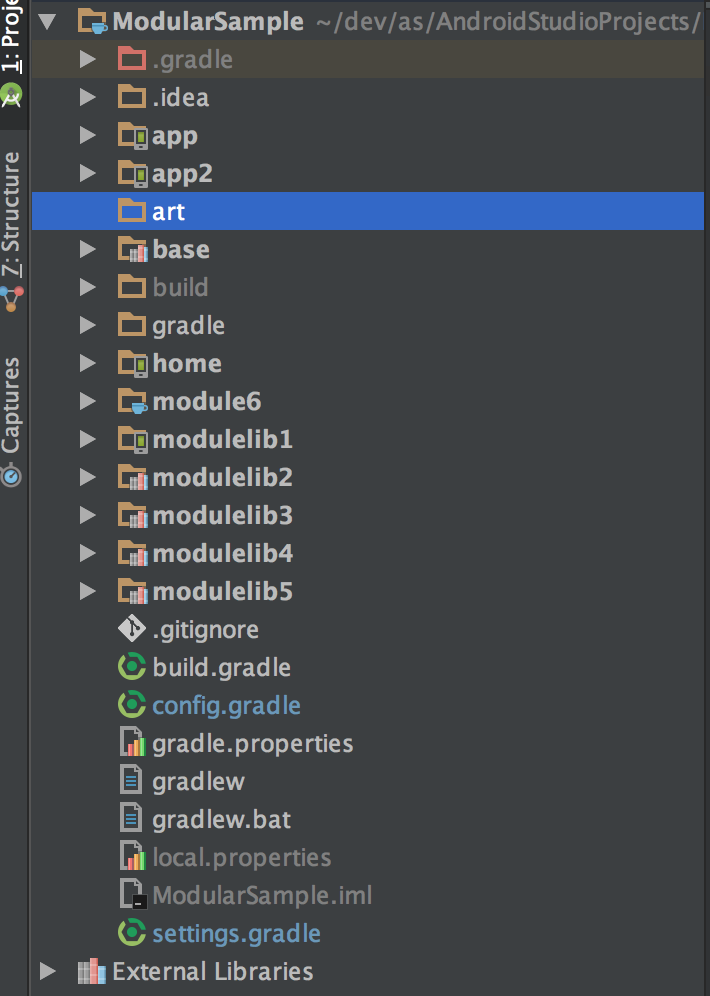 ModularSample ~/dev/as/AndroidStudioProjects/
.gradle
.idea
app
app2
art
base
build
gradle
home
module6
modulelib1
modulelib2
modulelib3
modulelib4
modulelib5
.gitignore
build.gradle
config.gradle
gradle.properties
gradlew
gradlew.bat
local.properties
ModularSample.iml
settings.gradle
External Libraries
1: Proje
7: Structure
Captures